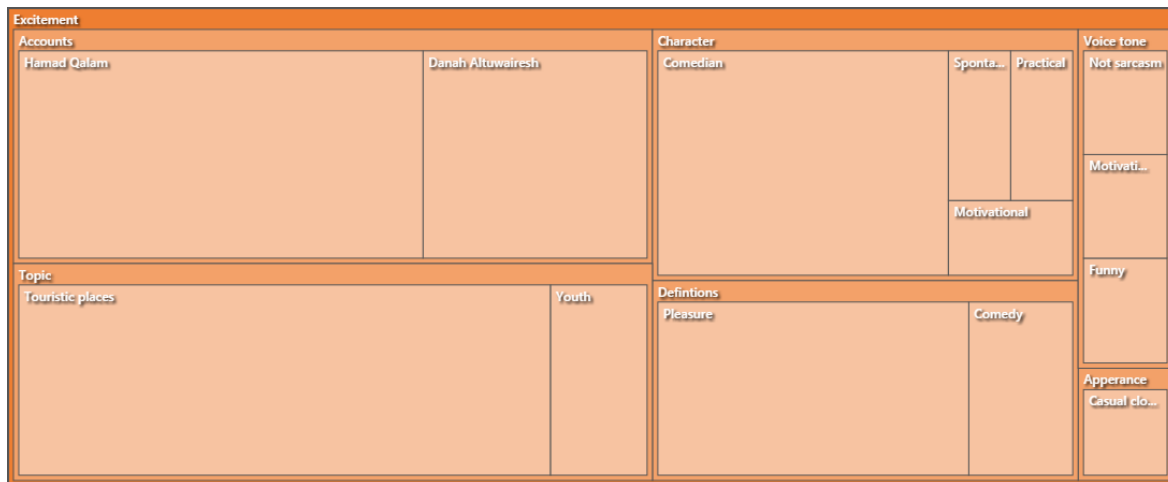 Excitement
Accounts
Hamad Qalam
Danah Altuwairesh
Topic
Touristic places
Youth
Character
Comedian
Sponta...
Practical
Motivational
Defintions
Pleasure
Comedy
Voice tone
Not sarcasm
Motivati...
Funny
Apperance
Casual clo...